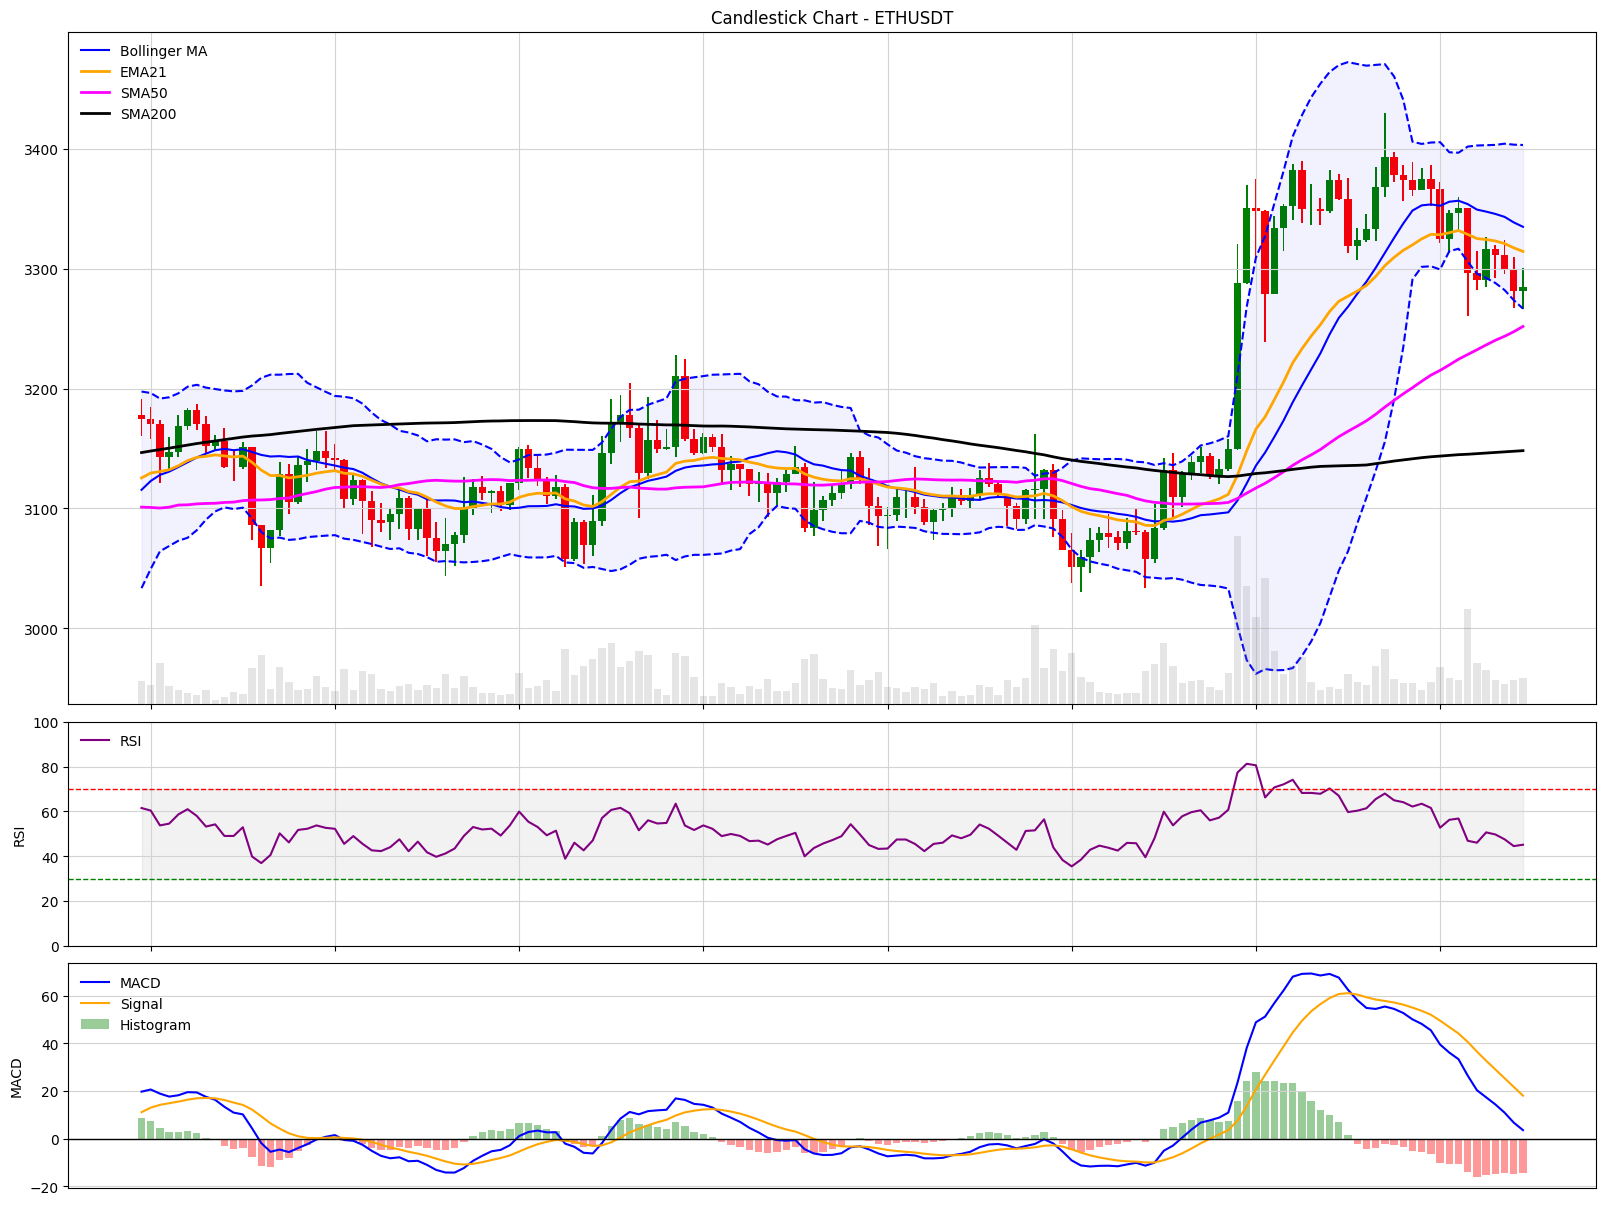 Candlestick Chart - ETHUSDT
Bollinger MA
EMA21
SMA50
SMA200
3400
3300
3200
3100
3000
RSI
100
80
60
40
20
0
RSI
MACD
Signal
Histogram
60
40
20
0
−20
MACD